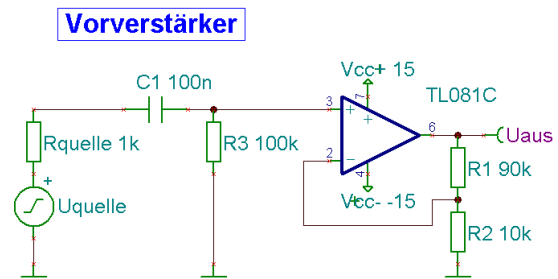 Vorverstärker
C1 100n
Vcc+ 15
TL081C
3
7
6
Uaus
Rquelle 1k
R3 100k
2
4
R1 90k
Uquelle
Vcc- -15
R2 10k